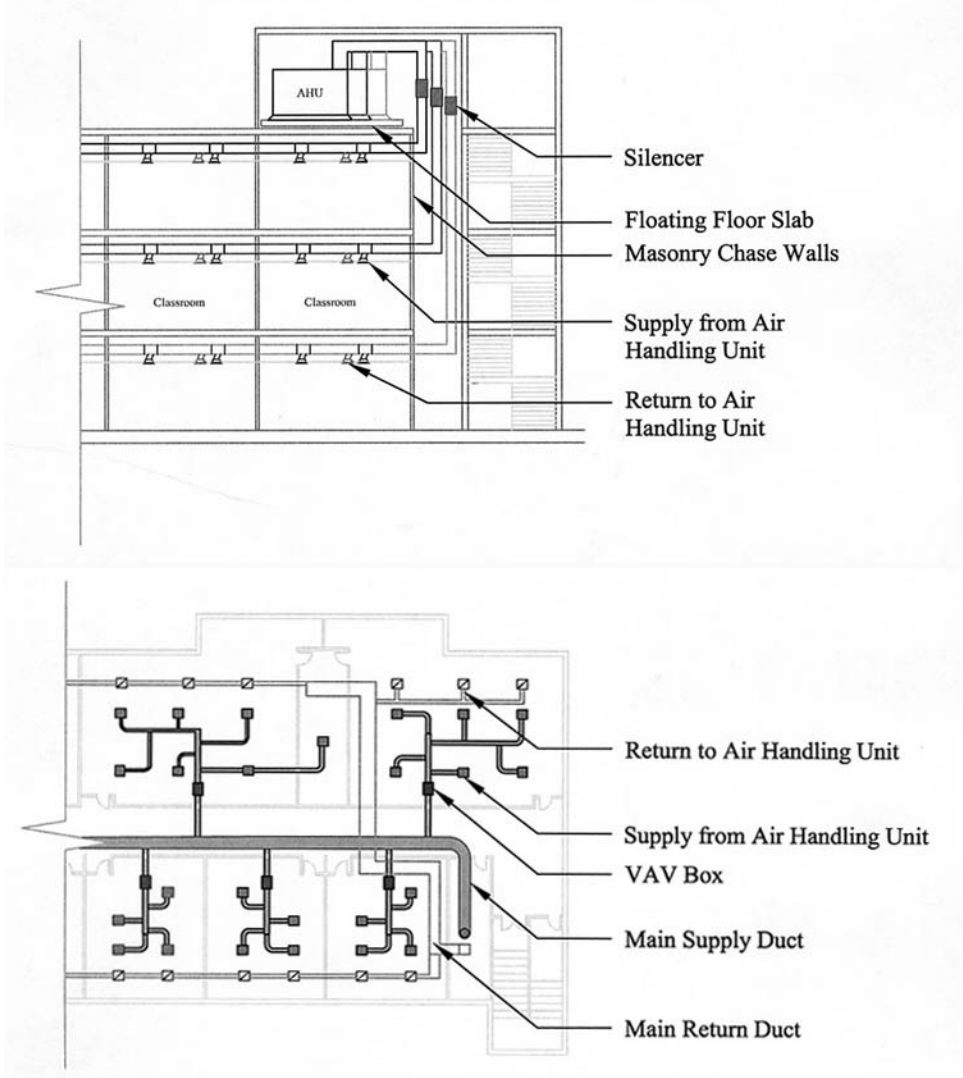 AHU
Silencer
Floating Floor Slab
Masonry Chase Walls
Classroom
Classroom
Supply from Air
Handling Unit
Return to Air
Handling Unit
Return to Air Handling Unit
Supply from Air Handling Unit
VAV Box
Main Supply Duct
Main Return Duct